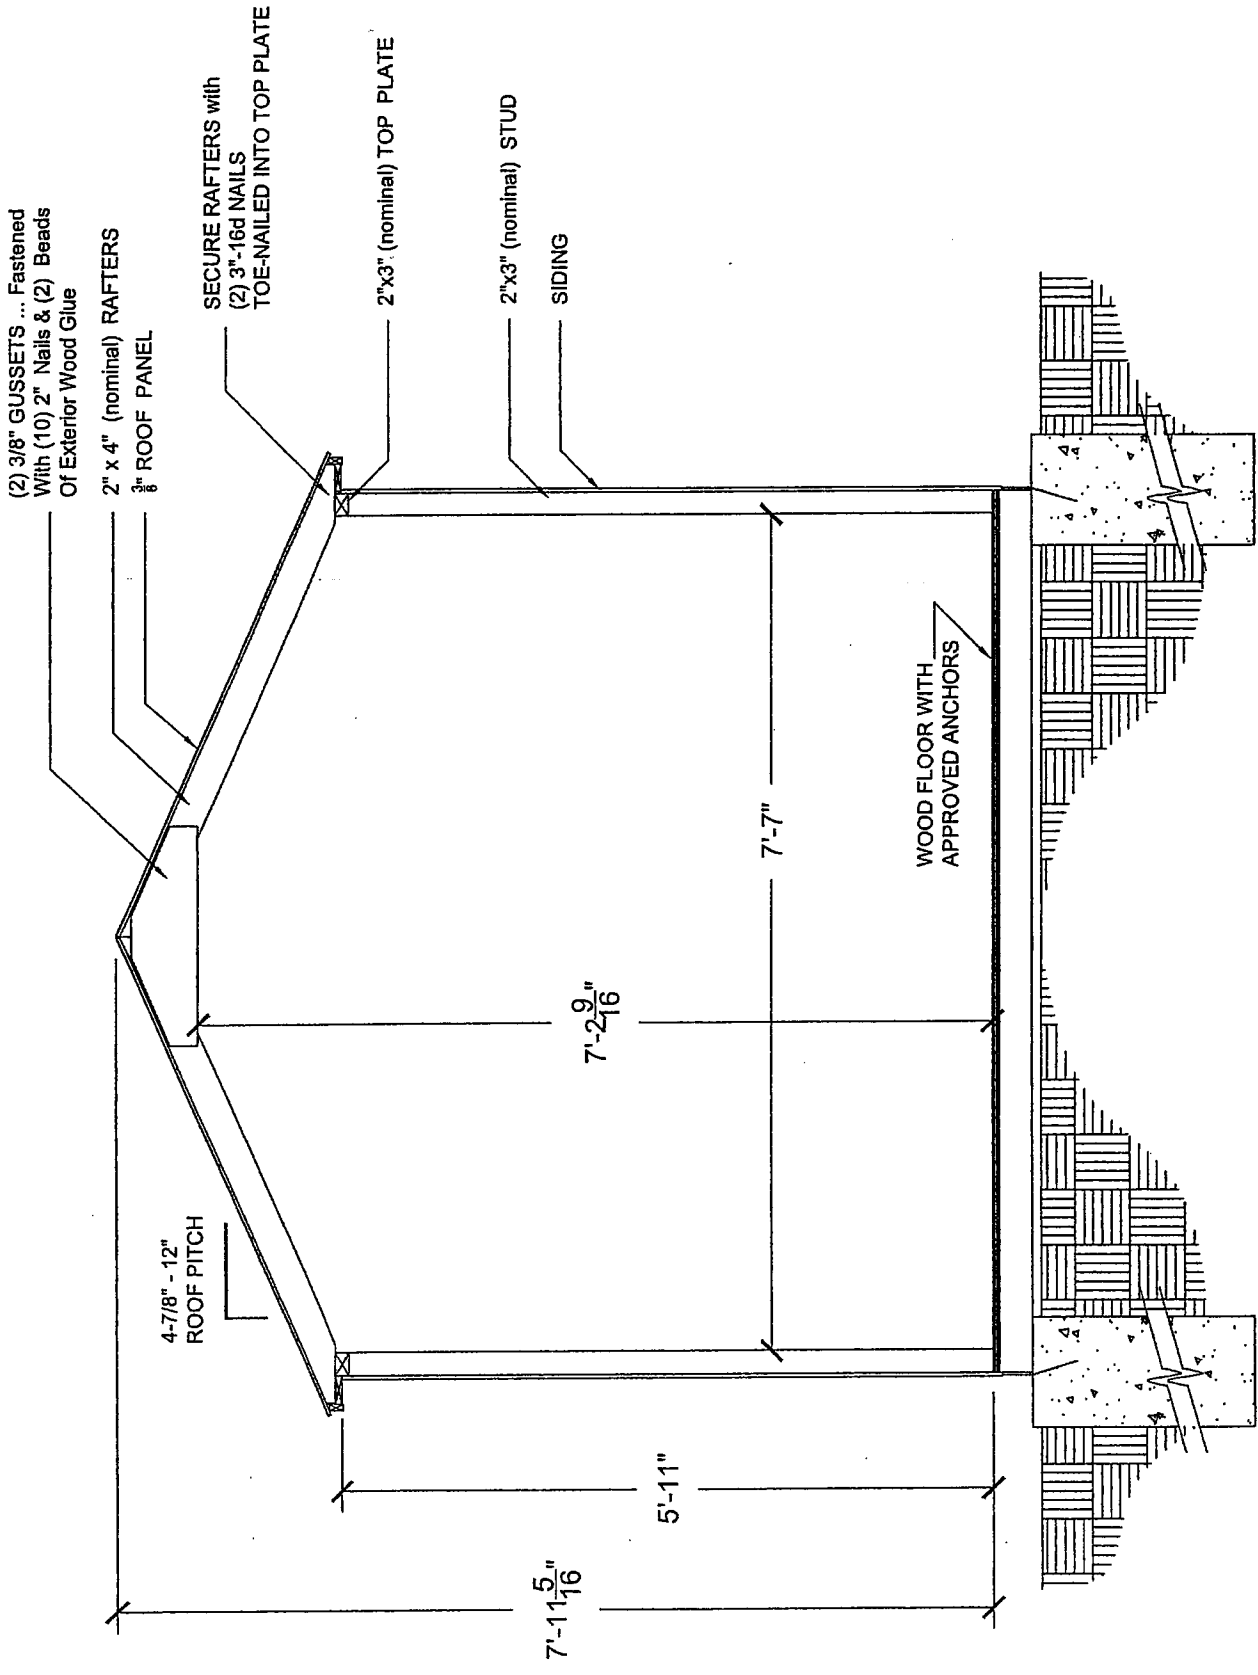 (2) 3/8" GUSSETS ... Fastened
With (10) 2" Nails & (2) Beads
Of Exterior Wood Glue
2" x 4" (nominal) RAFTERS
3/8" ROOF PANEL
SECURE RAFTERS with
(2) 3"-16d NAILS
TOE-NAILED INTO TOP PLATE
2"x3" (nominal) TOP PLATE
2"x3" (nominal) STUD
SIDING
4-7/8" - 12"
ROOF PITCH
7'-2 9/16"
7'-7"
WOOD FLOOR WITH
APPROVED ANCHORS
5'-11"
7'-11 5/16"